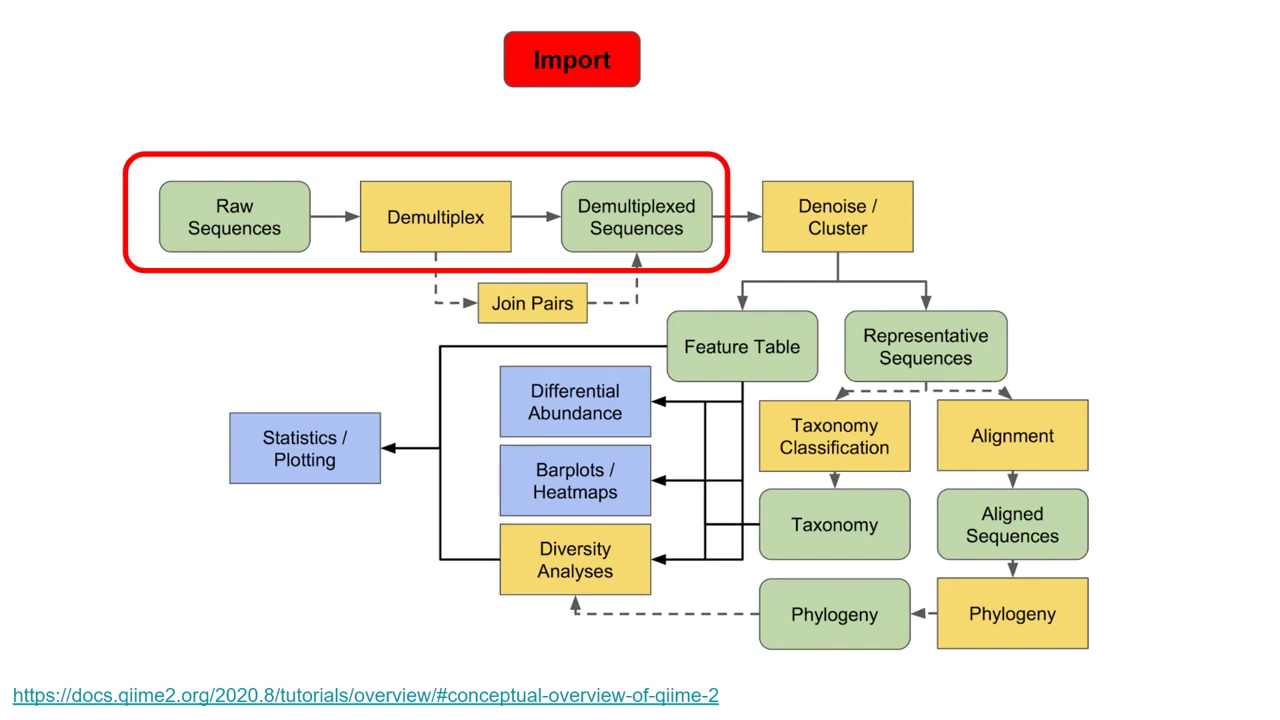 Import
Raw
Sequences
Demultiplex
Demultiplexed
Sequences
Denoise /
Cluster
Join Pairs
Feature Table
Representative
Sequences
Differential
Abundance
Taxonomy
Classification
Alignment
Statistics /
Plotting
Barplots /
Heatmaps
Taxonomy
Aligned
Sequences
Diversity
Analyses
Phylogeny
Phylogeny
https://docs.qiime2.org/2020.8/tutorials/overview/#conceptual-overview-of-qiime-2